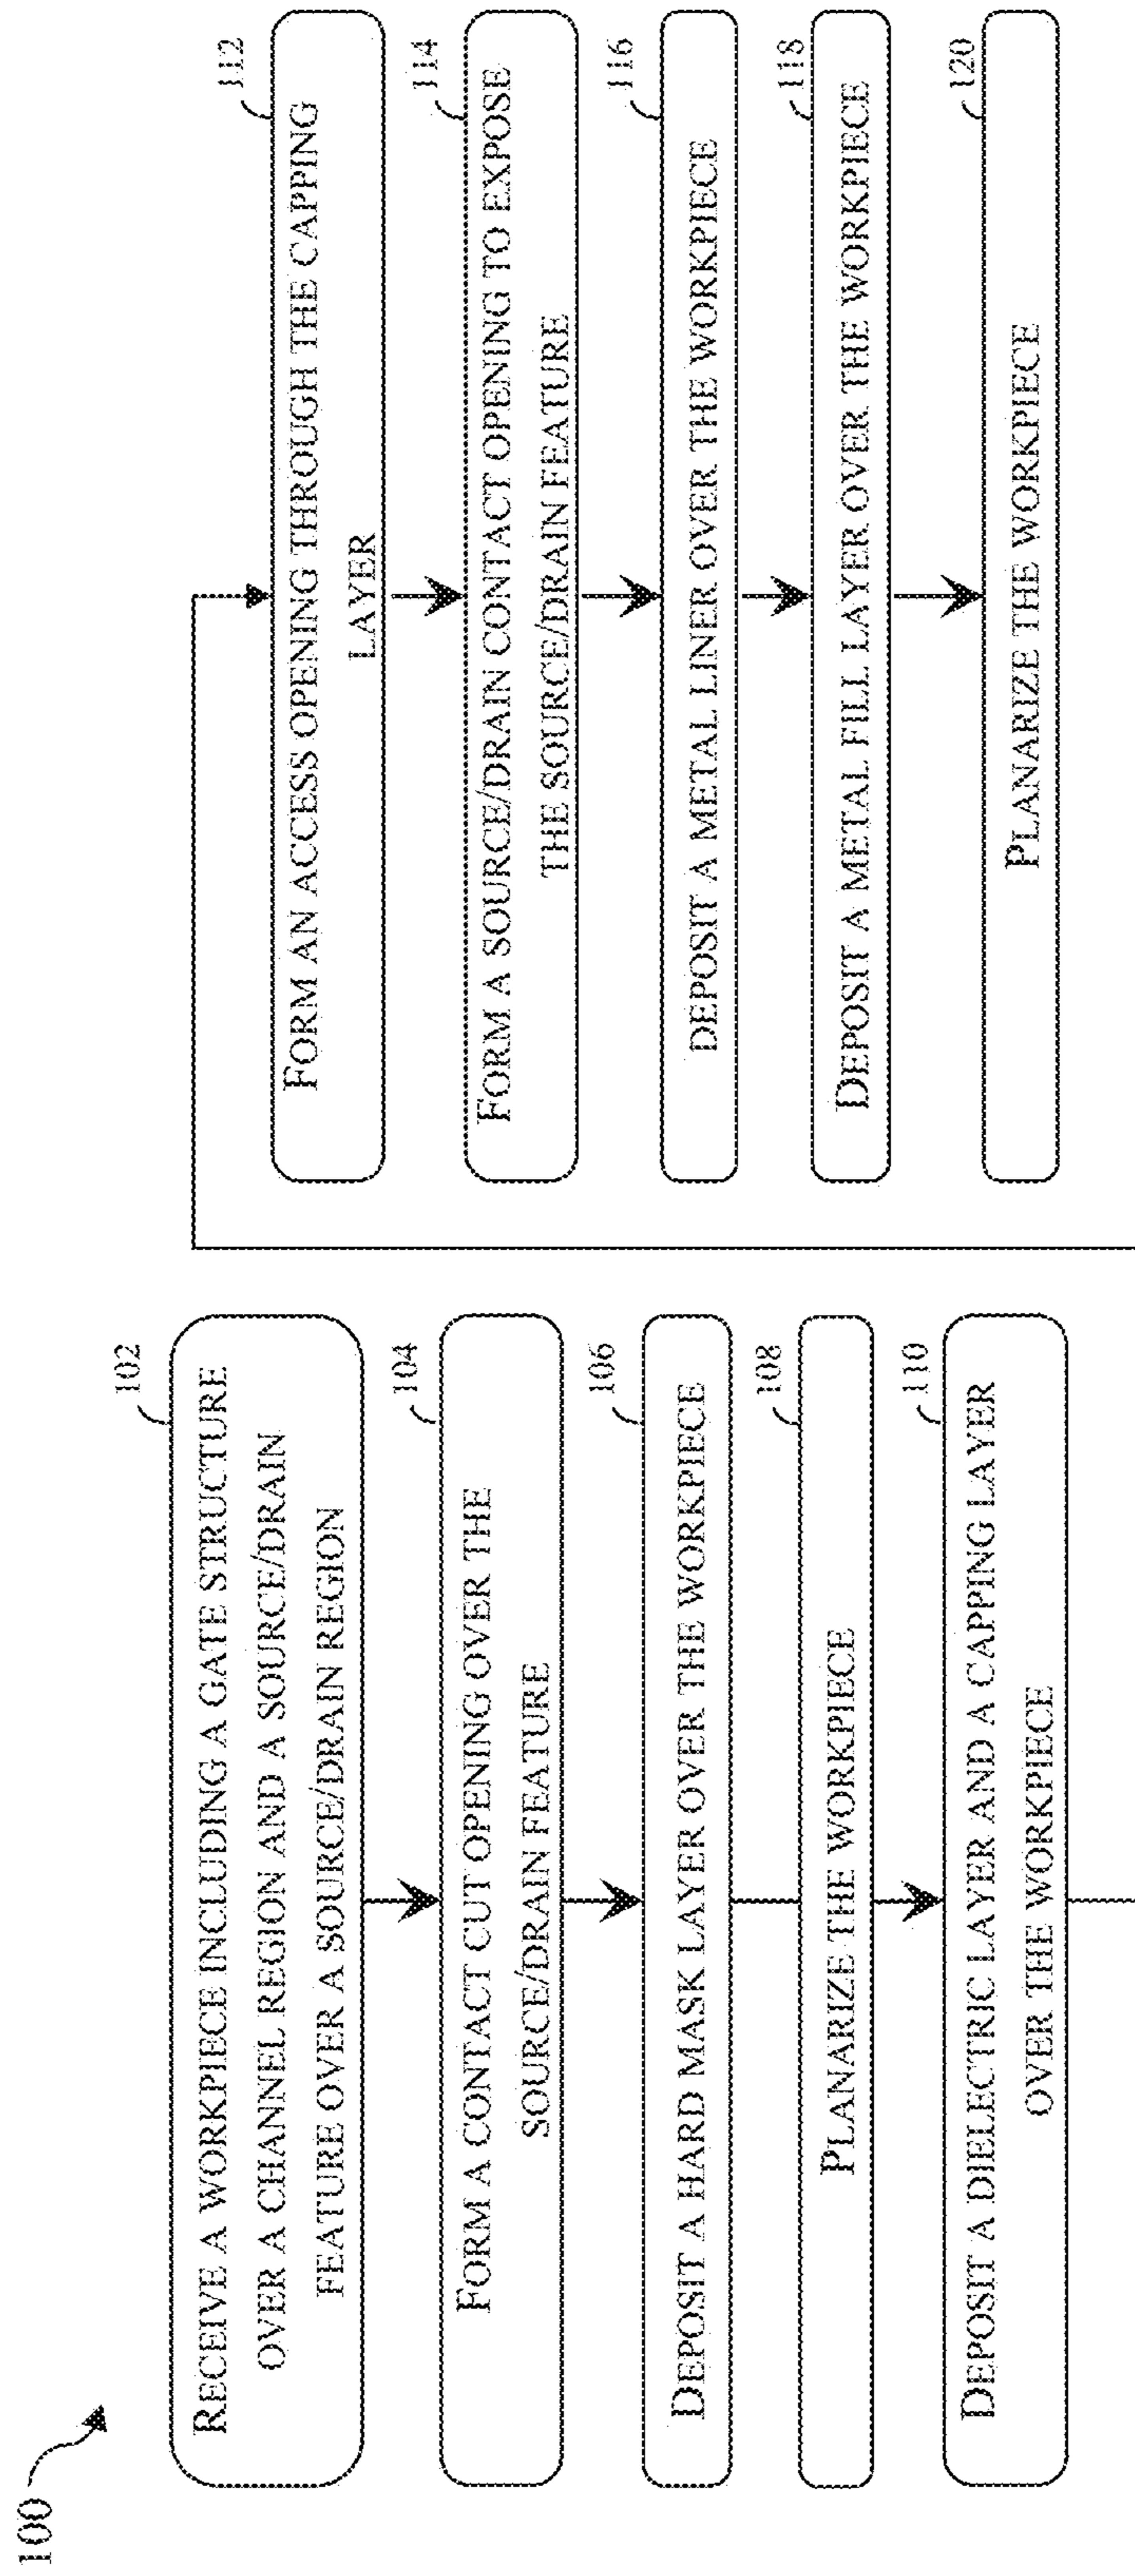 100
102
RECEIVE A WORKPIECE INCLUDING A GATE STRUCTURE
OVER A CHANNEL REGION AND A SOURCE/DRAIN
FEATURE OVER A SOURCE/DRAIN REGION
104
FORM A CONTACT CUT OPENING OVER THE
SOURCE/DRAIN FEATURE
106
DEPOSIT A HARD MASK LAYER OVER THE WORKPIECE
108
PLANARIZE THE WORKPIECE
110
DEPOSIT A DIELECTRIC LAYER AND A CAPPING LAYER
OVER THE WORKPIECE
112
FORM AN ACCESS OPENING THROUGH THE CAPPING
LAYER
114
FORM A SOURCE/DRAIN CONTACT OPENING TO EXPOSE
THE SOURCE/DRAIN FEATURE
116
DEPOSIT A METAL LINER OVER THE WORKPIECE
118
DEPOSIT A METAL FILL LAYER OVER THE WORKPIECE
120
PLANARIZE THE WORKPIECE